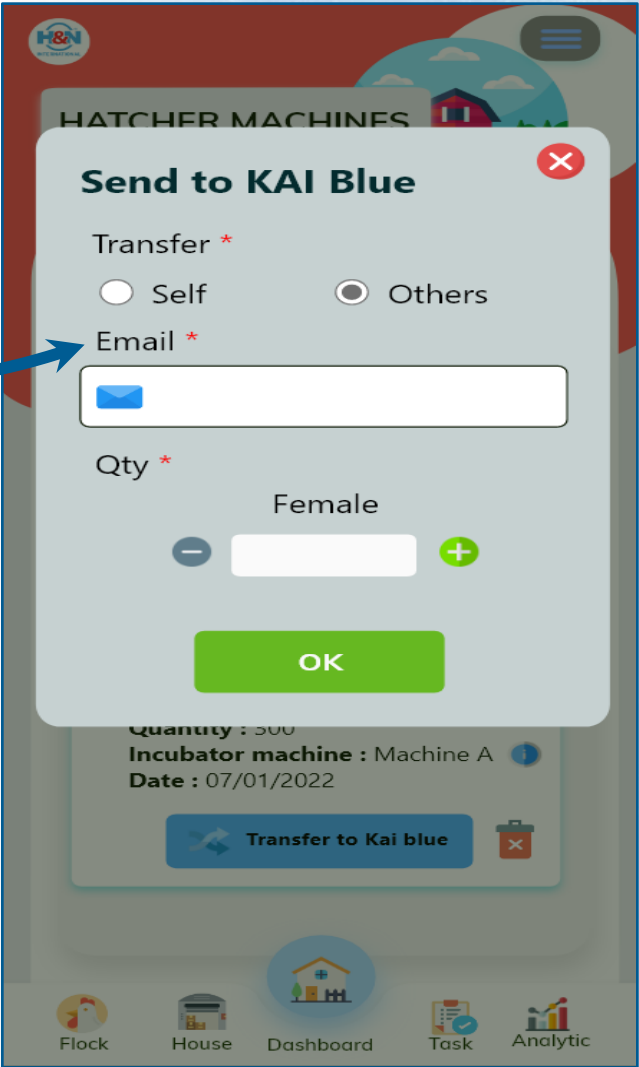 H&N
INTERNATIONAL
HATCHER MACHINES
Send to KAI Blue
Transfer *
Self Others
Email *
Qty *
Female
OK
Quantity : 300
Incubator machine : Machine A
Date : 07/01/2022
Transfer to Kai blue
Flock House Dashboard Task Analytic